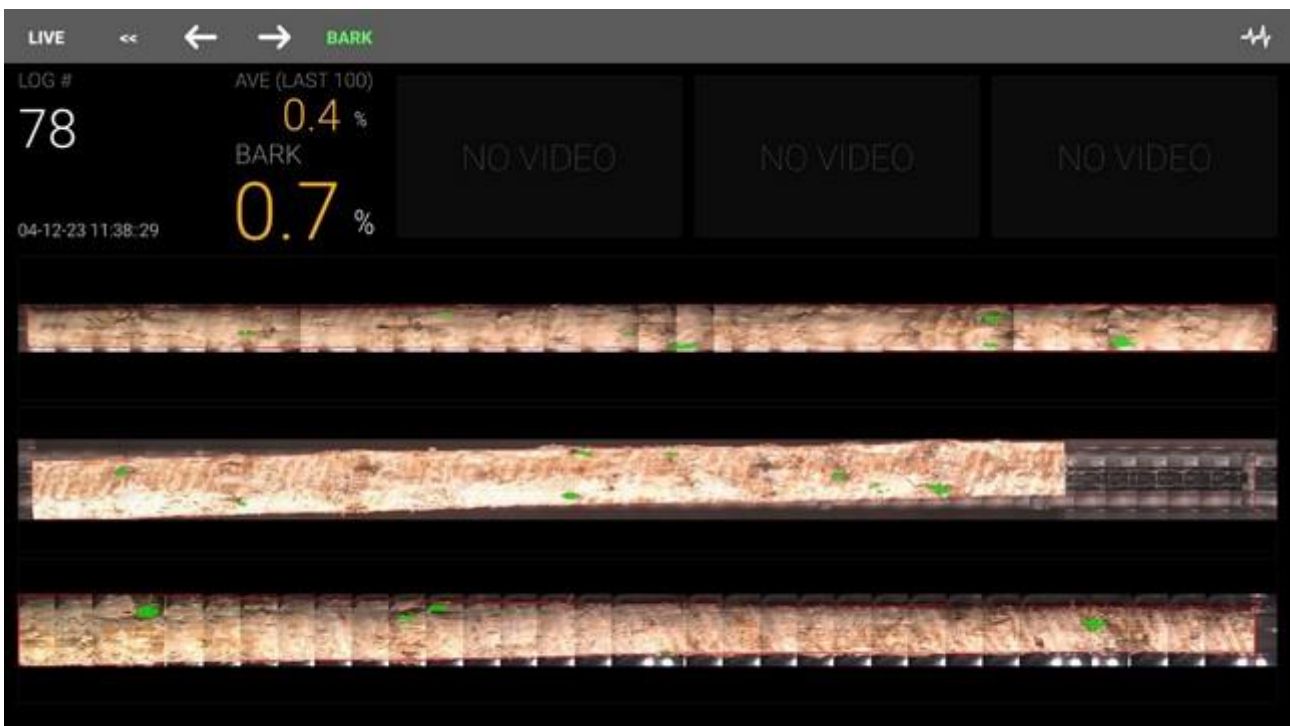 LIVE << ← → BARK
LOG #
78
04-12-23 11:38:29
AVE (LAST 100)
0.4 %
BARK
0.7 %
NO VIDEO
NO VIDEO
NO VIDEO